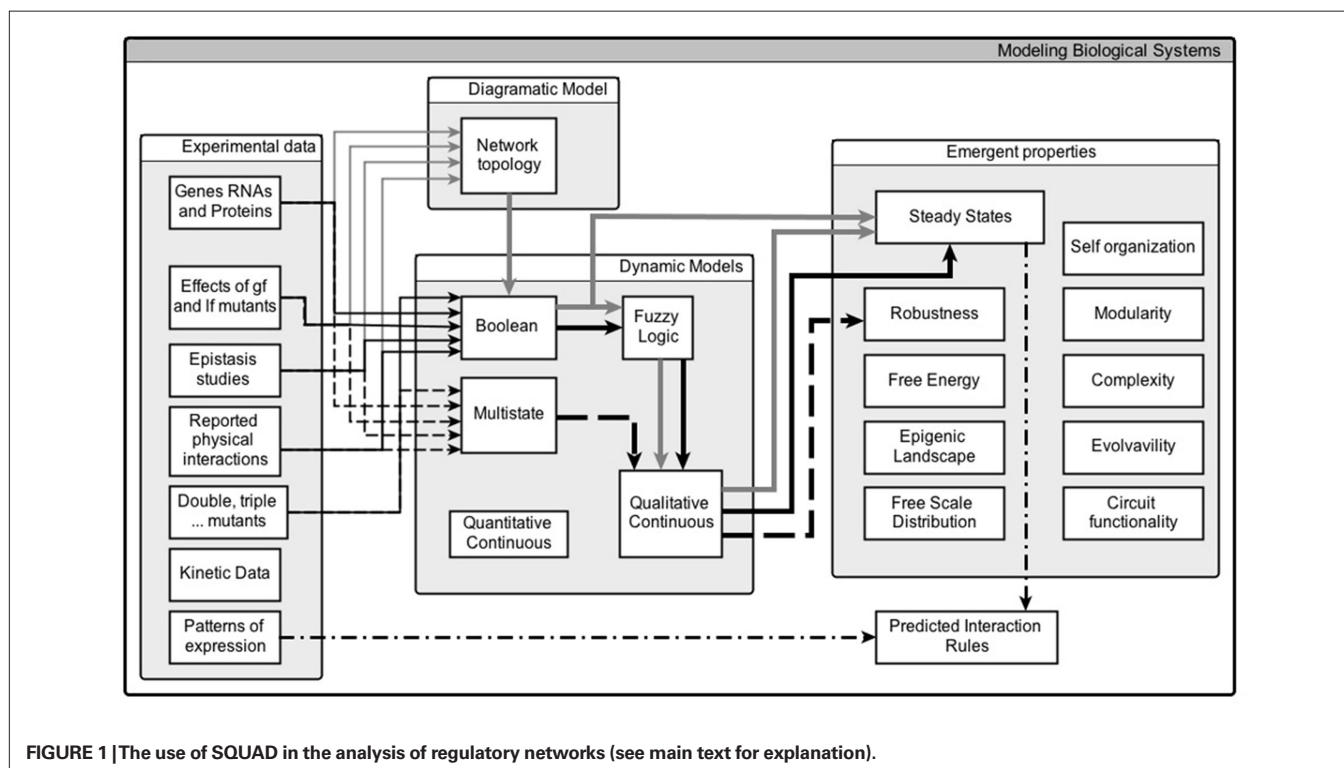 Modeling Biological Systems
Diagramatic Model
Network
topology
Experimental data
Genes RNAs
and Proteins
Effects of gf
and lf mutants
Epistasis
studies
Reported
physical
interactions
Double, triple
... mutants
Kinetic Data
Patterns of
expression
Dynamic Models
Boolean
Fuzzy
Logic
Multistate
Quantitative
Continuous
Qualitative
Continuous
Emergent properties
Steady States
Robustness
Free Energy
Epigenic
Landscape
Free Scale
Distribution
Self organization
Modularity
Complexity
Evolvavility
Circuit
functionality
Predicted Interaction
Rules
FIGURE 1 | The use of SQUAD in the analysis of regulatory networks (see main text for explanation).